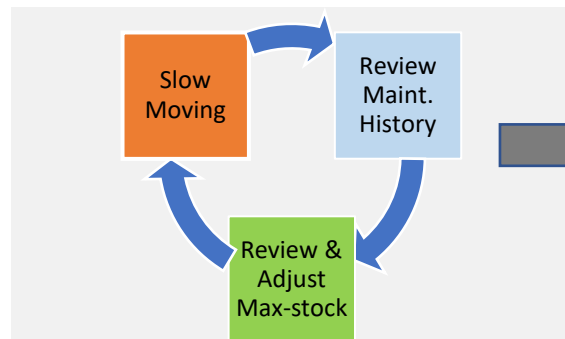 Slow
Moving
Review
Maint.
History
Review &
Adjust
Max-stock